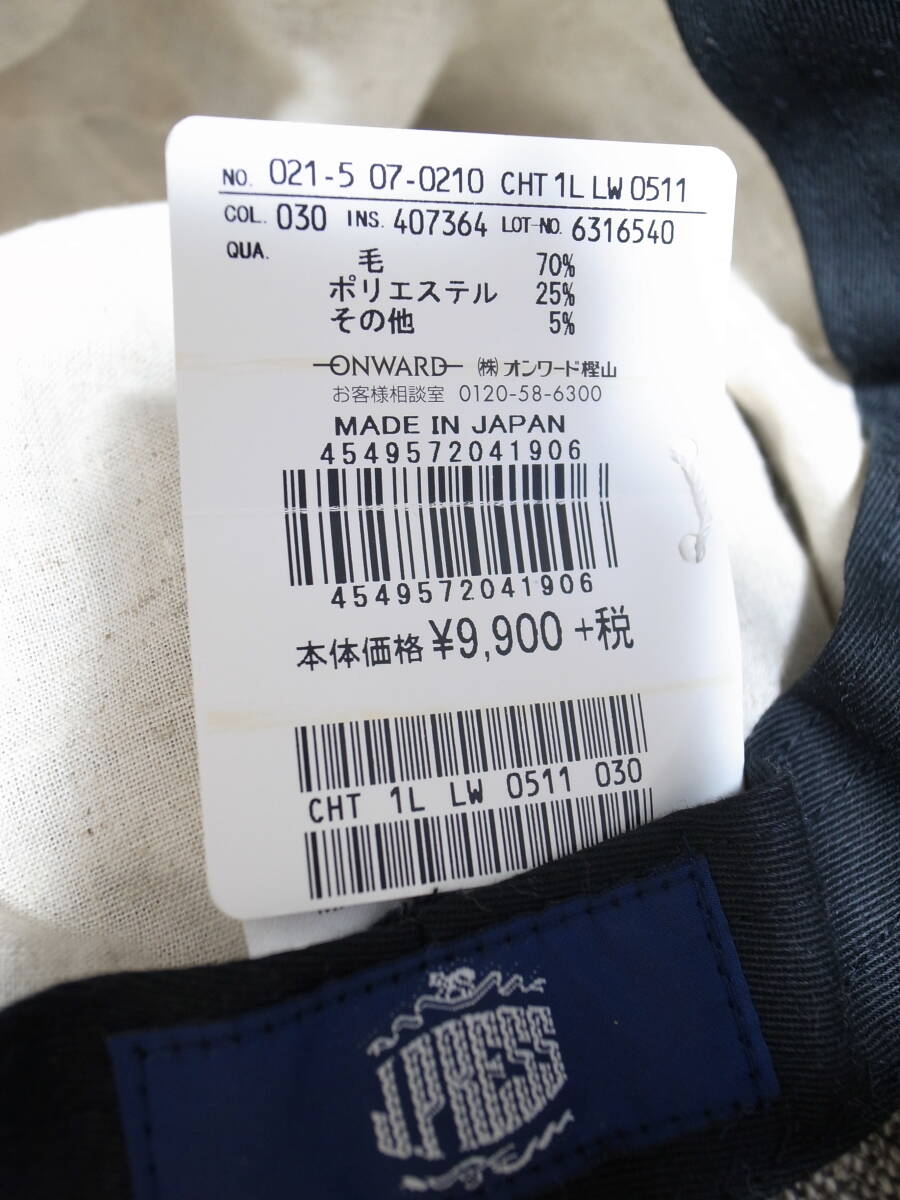 NO. 021-5 07-0210 CHT 1L LW 0511
COL. 030 INS. 407364 LOT-NO. 6316540
QUA. 毛 70%
ポリエステル 25%
その他 5%
ONWARD (株)オンワード樫山
お客様相談室 0120-58-6300
MADE IN JAPAN
4549572041906
4549572041906
本体価格 ¥9,900 +税
CHT 1L LW 0511 030
J.PRESS